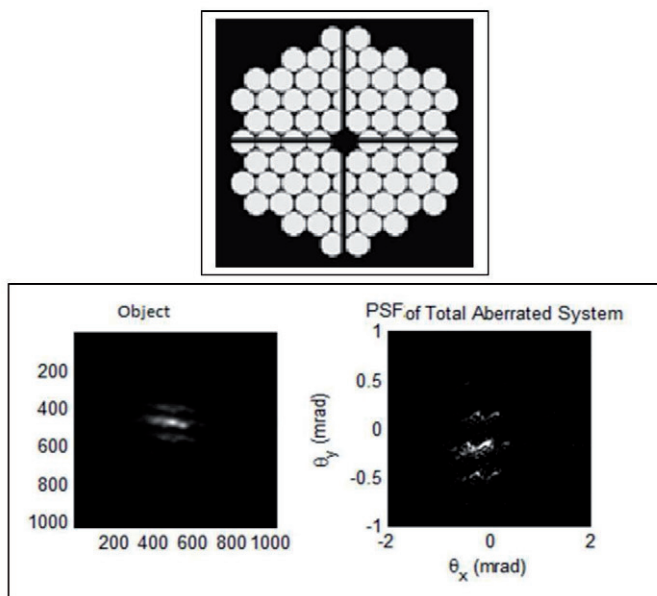 Object
200
400
600
800
1000
200 400 600 800 1000
PSF of Total Aberrated System
1
0.5
0
-0.5
-1
-2 0 2
θy (mrad)
θx (mrad)